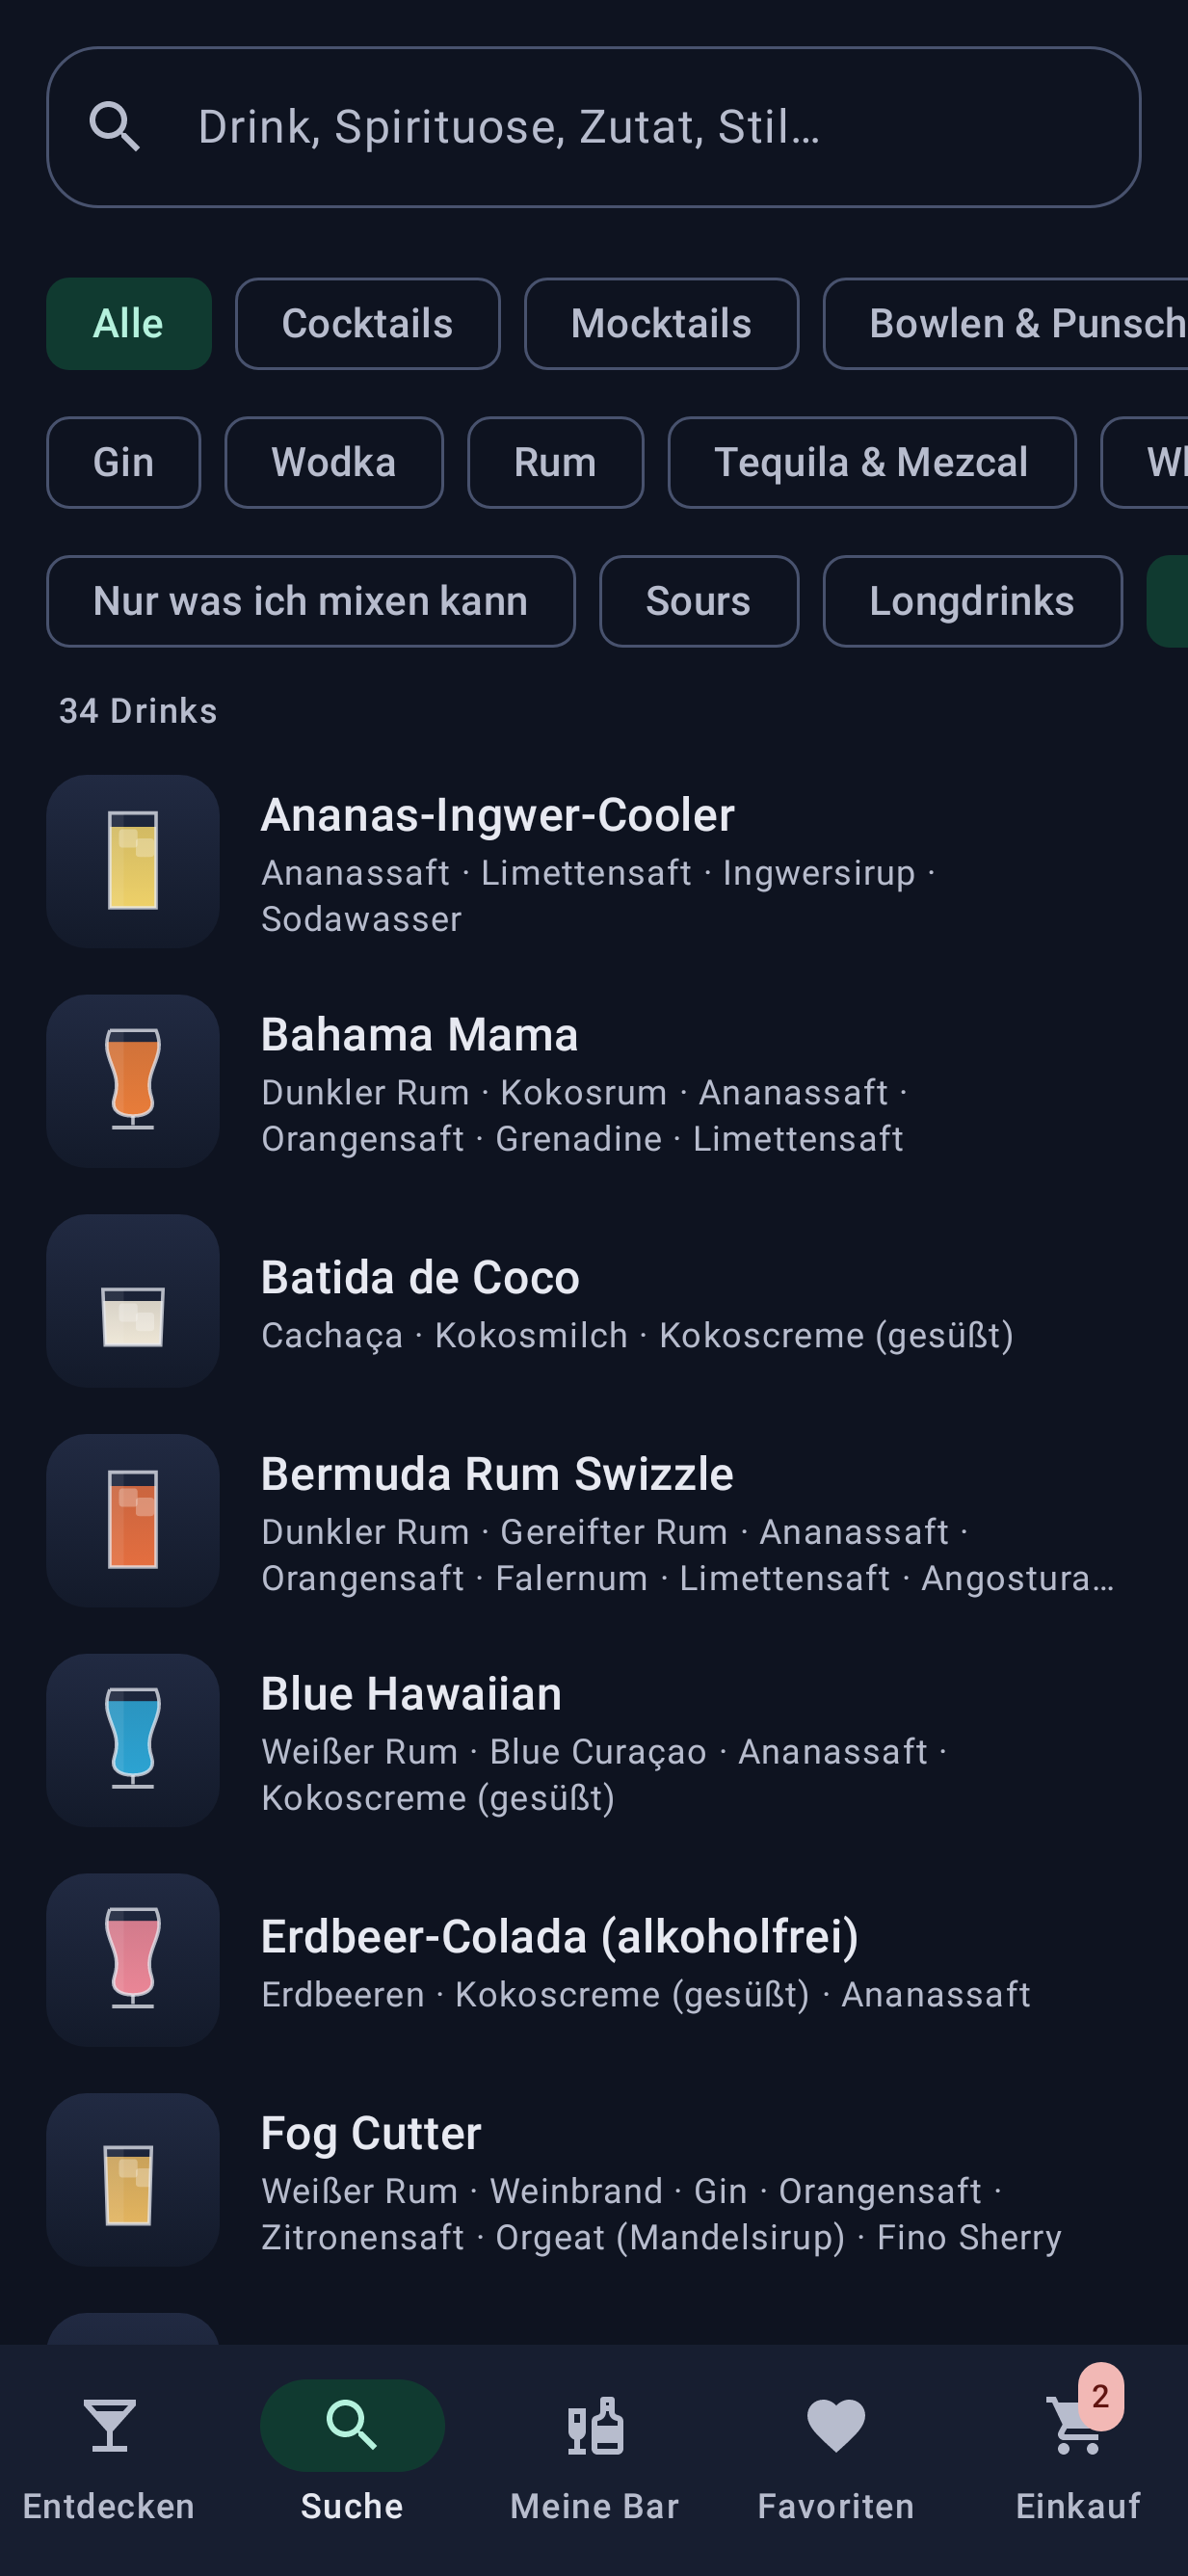 Drink, Spirituose, Zutat, Stil…
Alle
Cocktails
Mocktails
Bowlen & Punsch
Gin
Wodka
Rum
Tequila & Mezcal
Nur was ich mixen kann
Sours
Longdrinks
34 Drinks
Ananas-Ingwer-Cooler
Ananassaft · Limettensaft · Ingwersirup ·
Sodawasser
Bahama Mama
Dunkler Rum · Kokosrum · Ananassaft ·
Orangensaft · Grenadine · Limettensaft
Batida de Coco
Cachaça · Kokosmilch · Kokoscreme (gesüßt)
Bermuda Rum Swizzle
Dunkler Rum · Gereifter Rum · Ananassaft ·
Orangensaft · Falernum · Limettensaft · Angostura…
Blue Hawaiian
Weißer Rum · Blue Curaçao · Ananassaft ·
Kokoscreme (gesüßt)
Erdbeer-Colada (alkoholfrei)
Erdbeeren · Kokoscreme (gesüßt) · Ananassaft
Fog Cutter
Weißer Rum · Weinbrand · Gin · Orangensaft ·
Zitronensaft · Orgeat (Mandelsirup) · Fino Sherry
2
Entdecken
Suche
Meine Bar
Favoriten
Einkauf